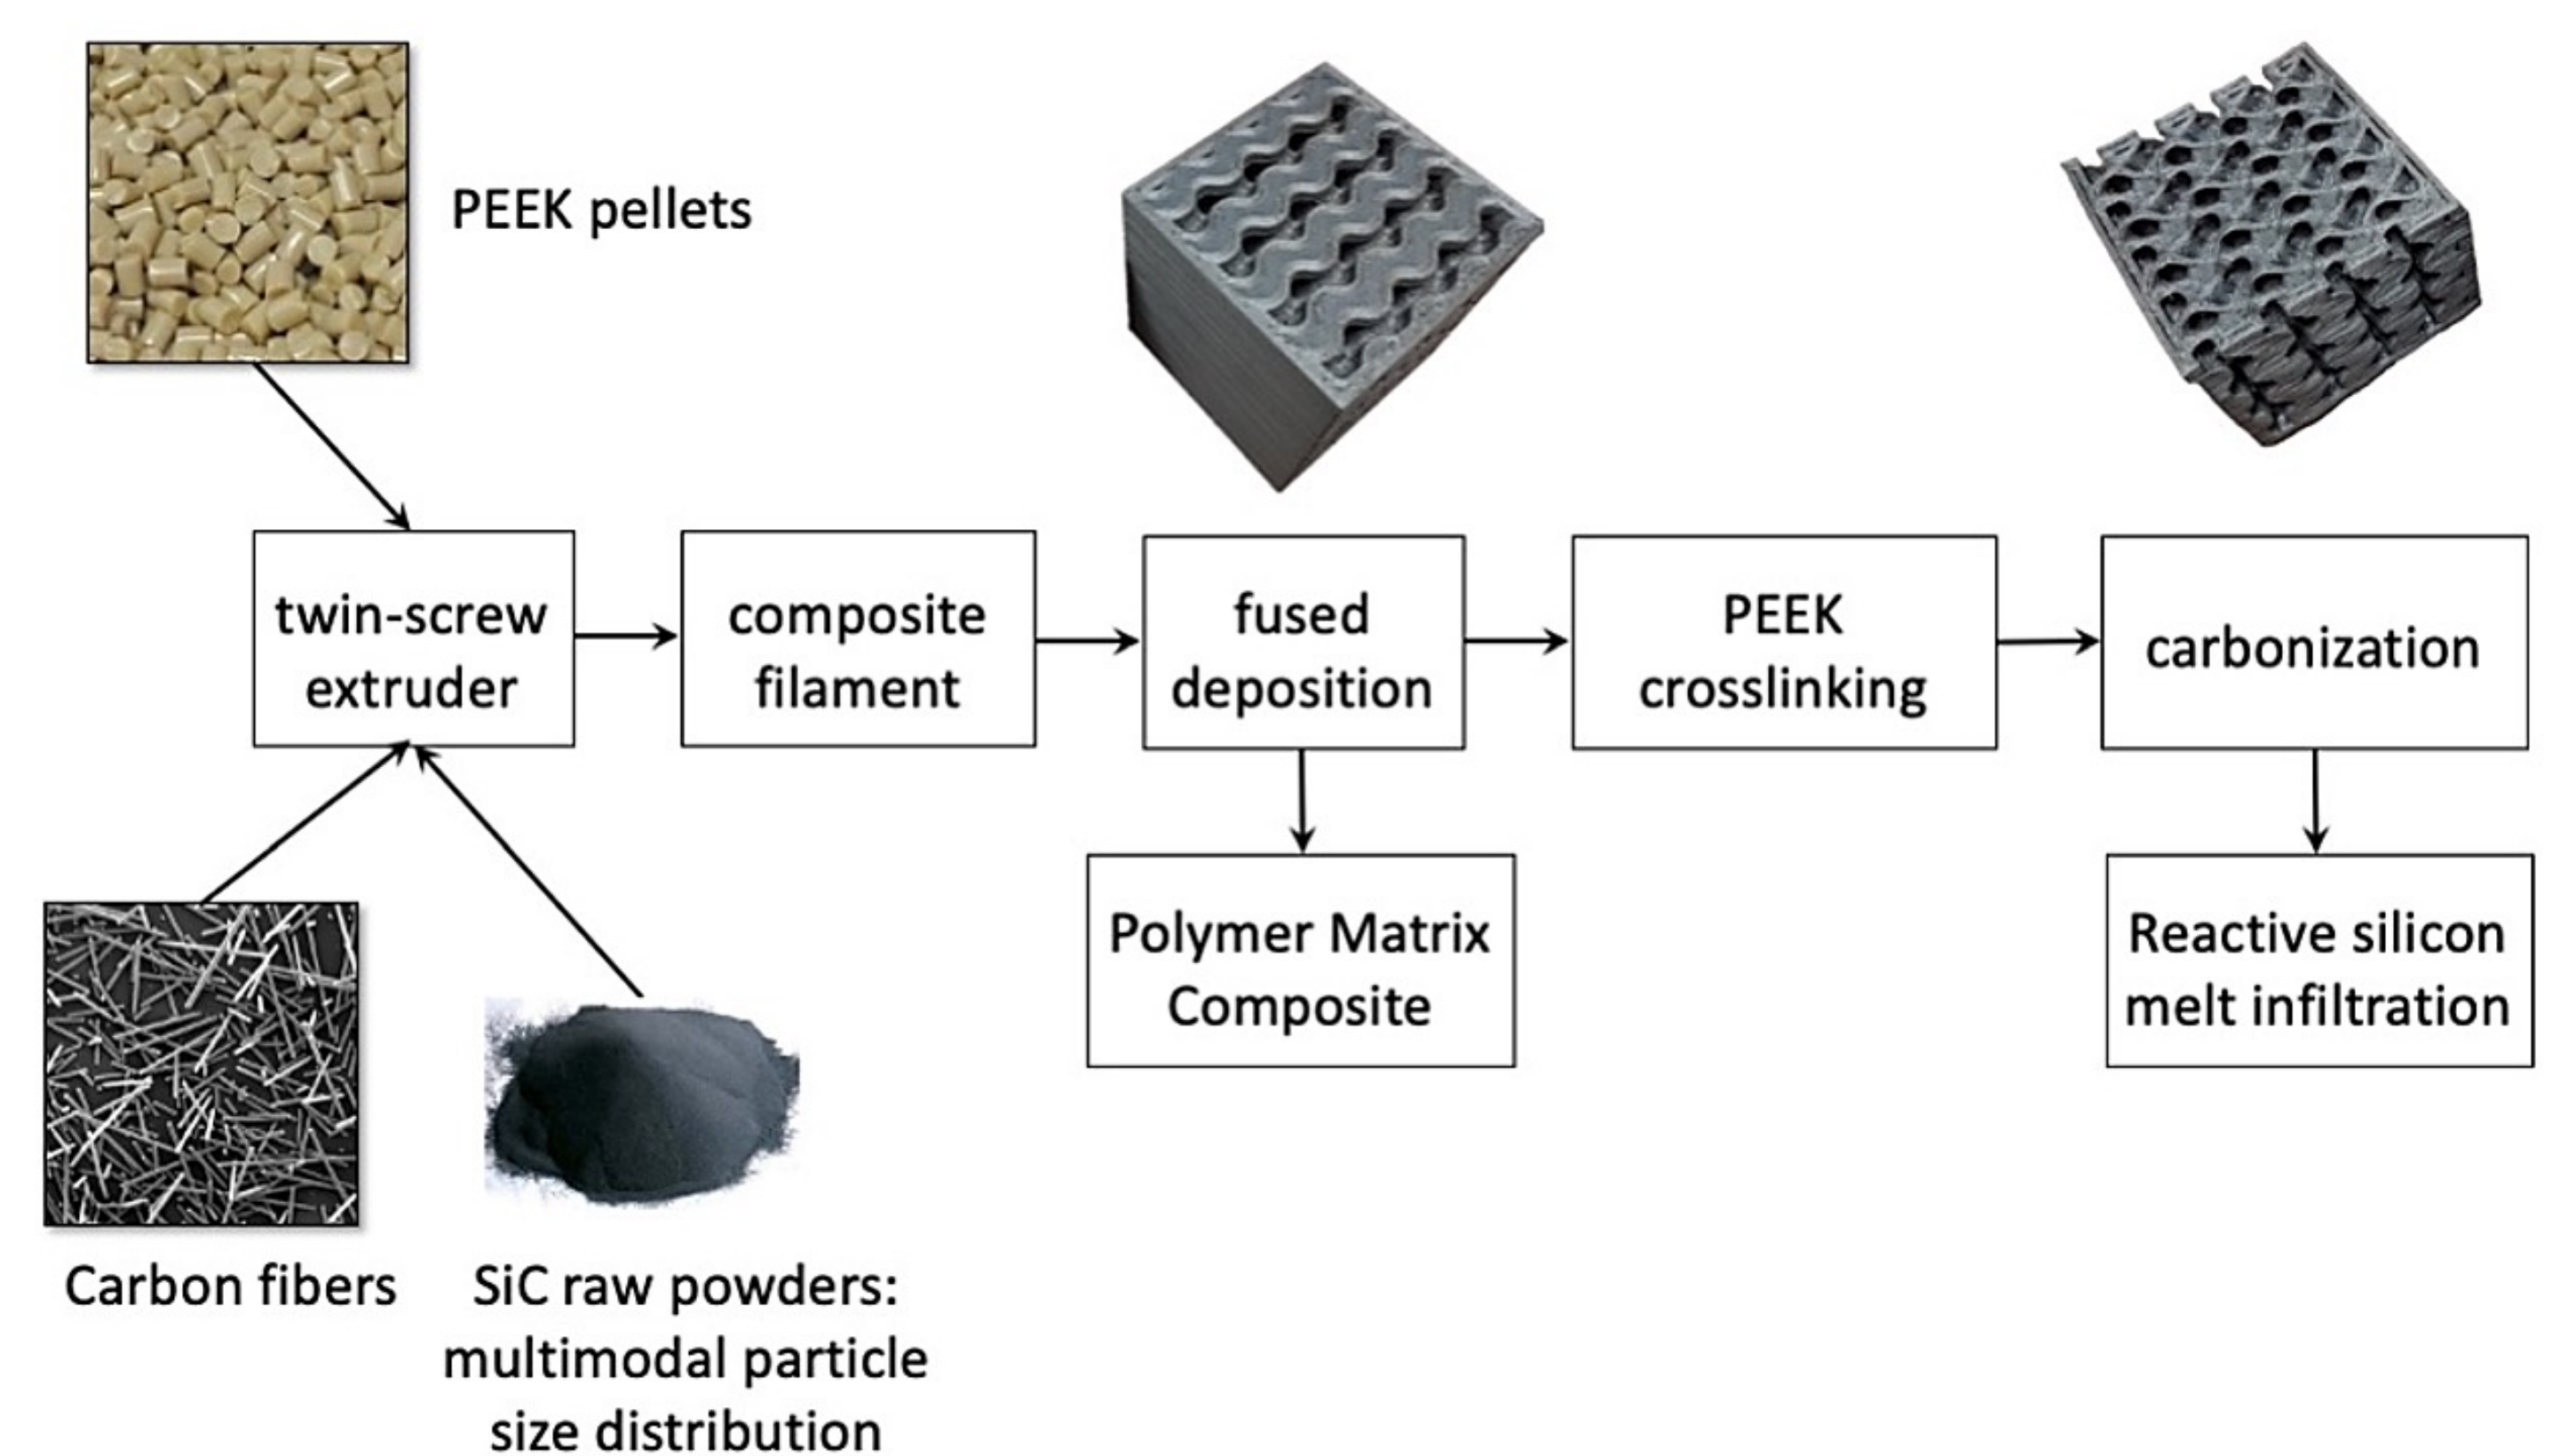 PEEK pellets
twin-screw
extruder
composite
filament
fused
deposition
PEEK
crosslinking
carbonization
Polymer Matrix
Composite
Reactive silicon
melt infiltration
Carbon fibers
SiC raw powders:
multimodal particle
size distribution